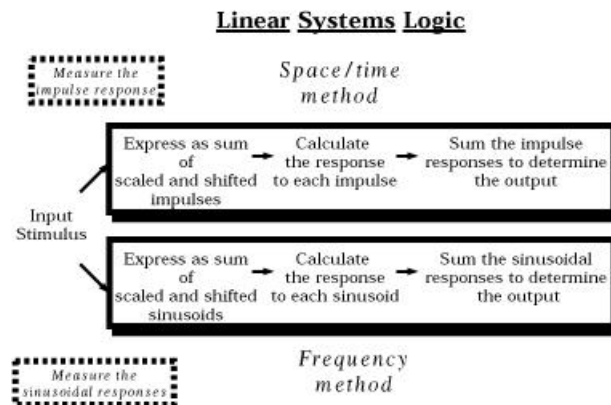 Linear Systems Logic
Measure the
impulse response
Space/time
method
Express as sum
of
scaled and shifted
impulses
Calculate
the response
to each impulse
Sum the impulse
responses to determine
the output
Input
Stimulus
Express as sum
of
scaled and shifted
sinusoids
Calculate
the response
to each sinusoid
Sum the sinusoidal
responses to determine
the output
Measure the
sinusoidal responses
Frequency
method